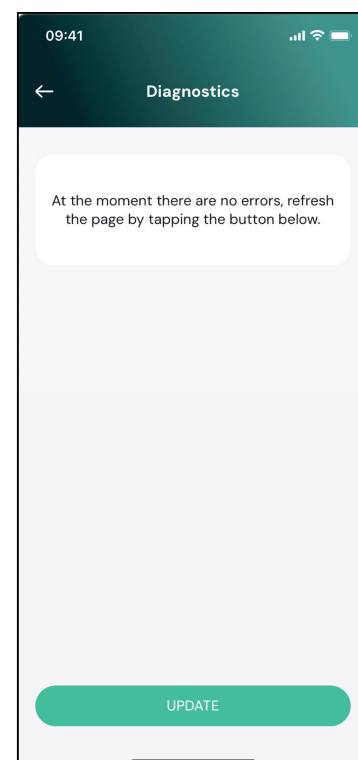 09:41
Diagnostics
At the moment there are no errors, refresh
the page by tapping the button below.
UPDATE